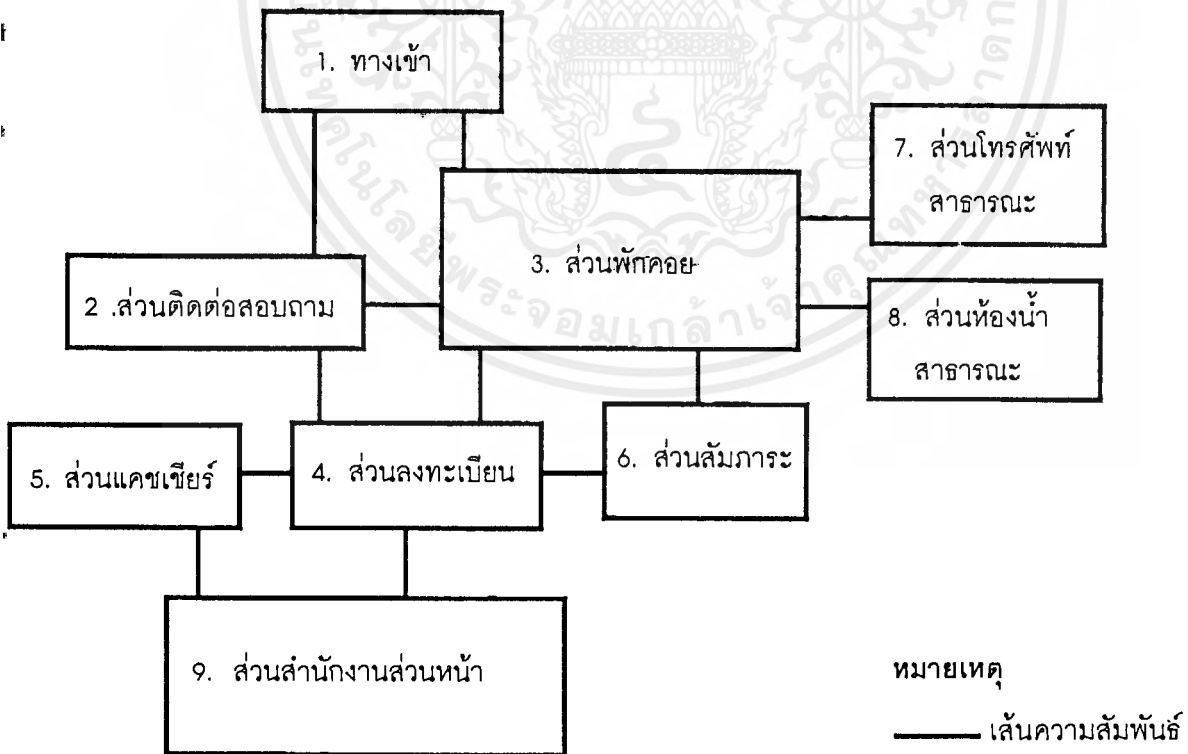 1. ทางเข้า
7. ส่วนโทรศัพท์
สาธารณะ
3. ส่วนพักคอย
2 .ส่วนติดต่อสอบถาม
8. ส่วนห้องน้ำ
สาธารณะ
5. ส่วนแคชเชียร์
4. ส่วนลงทะเบียน
6. ส่วนสัมภาระ
9. ส่วนสำนักงานส่วนหน้า
หมายเหตุ
เส้นความสัมพันธ์